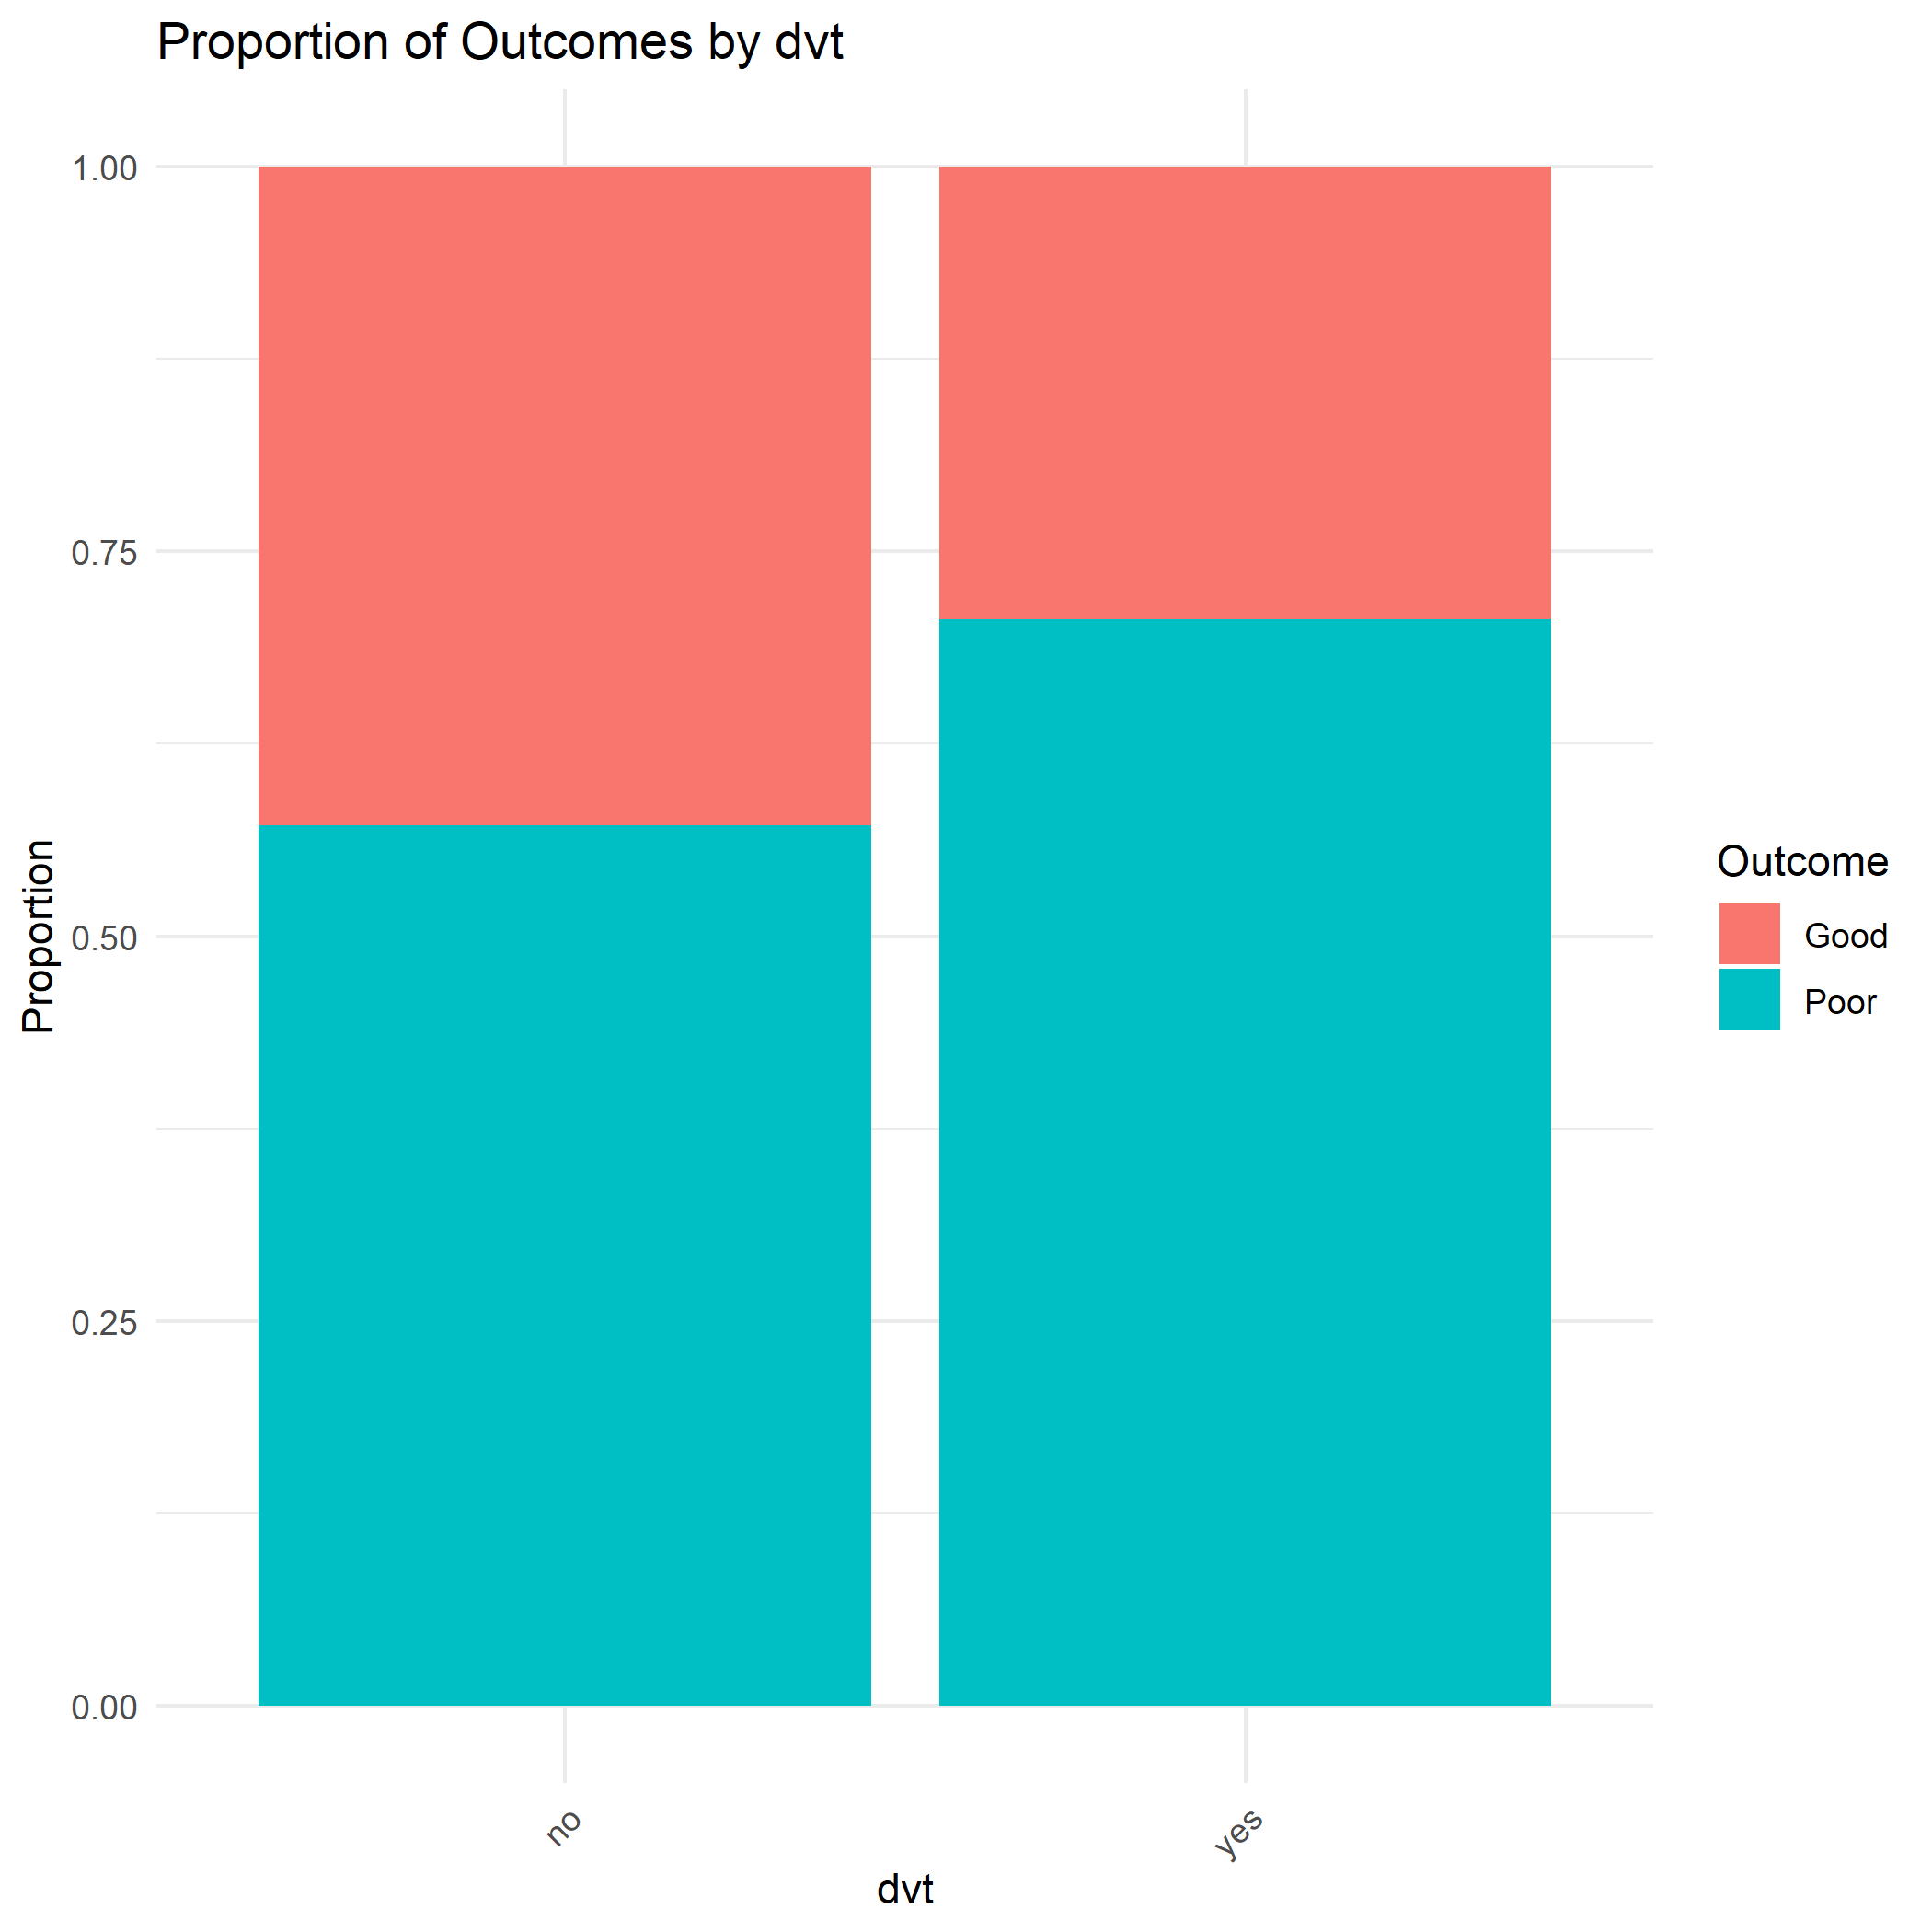 Proportion of Outcomes by dvt
1.00
0.75
0.50
0.25
0.00
Proportion
no
yes
dvt
Outcome
Good
Poor